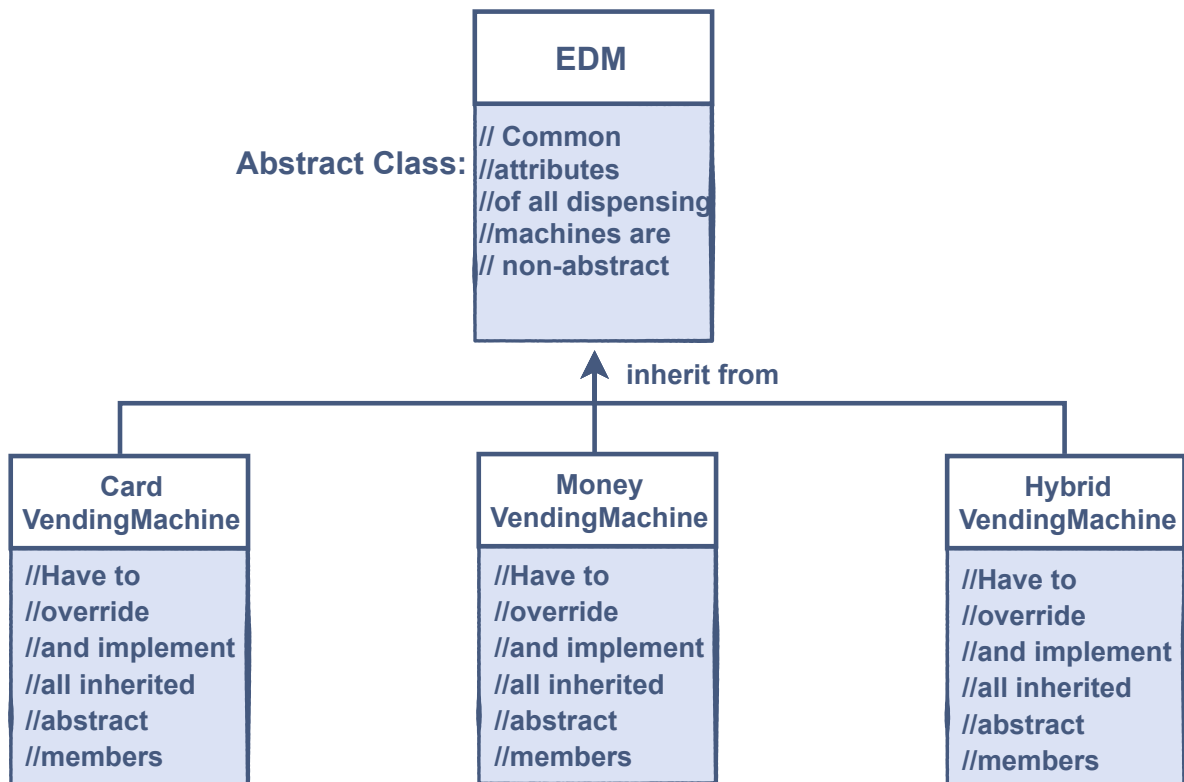 EDM
Abstract Class:
// Common
//attributes
//of all dispensing
//machines are
// non-abstract
inherit from
Card
VendingMachine
//Have to
//override
//and implement
//all inherited
//abstract
//members
Money
VendingMachine
//Have to
//override
//and implement
//all inherited
//abstract
//members
Hybrid
VendingMachine
//Have to
//override
//and implement
//all inherited
//abstract
//members